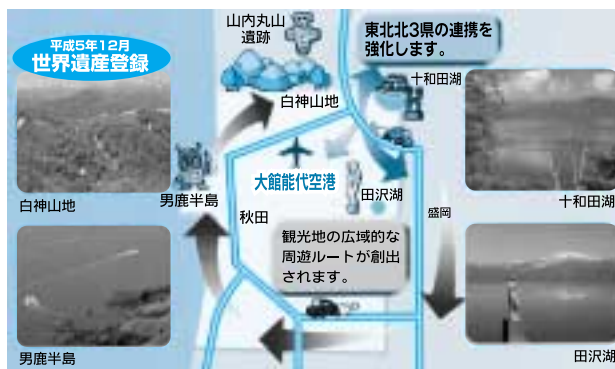 平成5年12月
世界遺産登録
白神山地
男鹿半島
山内丸山
遺跡
白神山地
男鹿半島
秋田
大館能代空港
東北北3県の連携を
強化します。
十和田湖
田沢湖
盛岡
観光地の広域的な
周遊ルートが創出
されます。
十和田湖
田沢湖